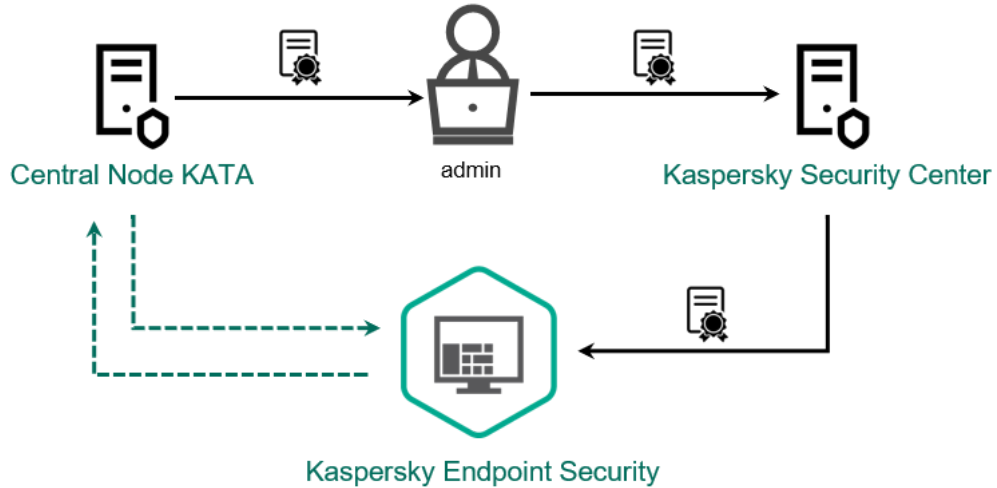 admin
Central Node KATA
Kaspersky Security Center
Kaspersky Endpoint Security